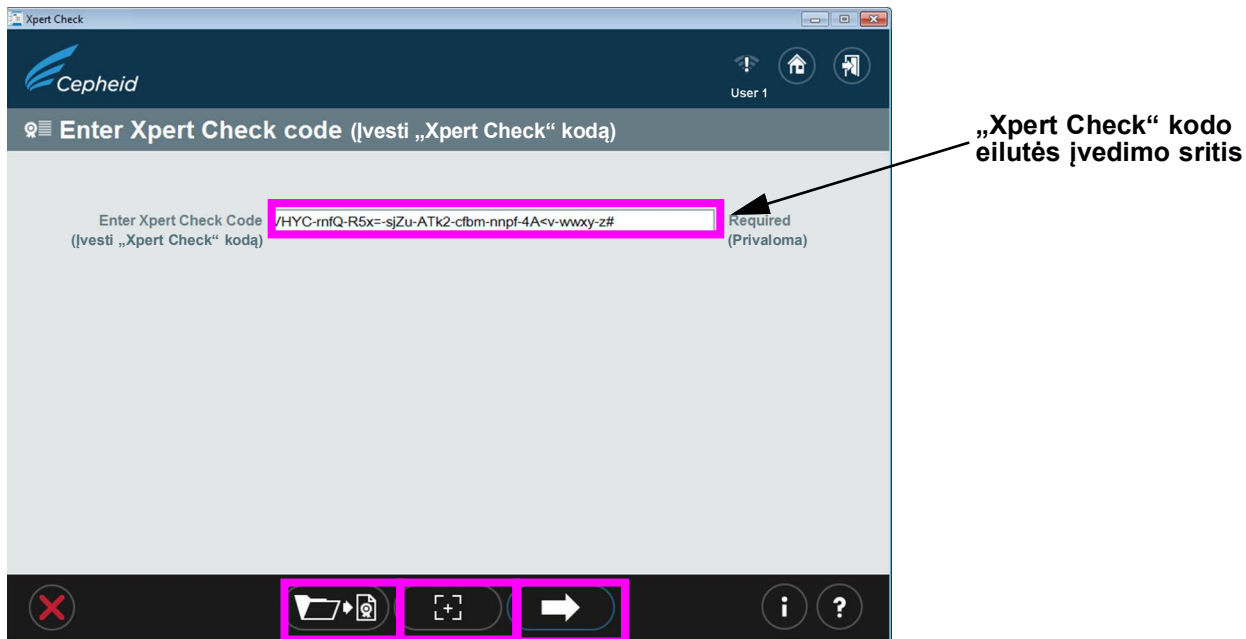 Xpert Check
Cepheid
User 1
Enter Xpert Check code (Įvesti „Xpert Check“ kodą)
„Xpert Check“ kodo
eilutės įvedimo sritis
Enter Xpert Check Code
(Įvesti „Xpert Check“ kodą)
/HYC-rnfQ-R5x=-sjZu-ATk2-cfbm-nnpf-4A<v-wwxy-z#
Required
(Privaloma)